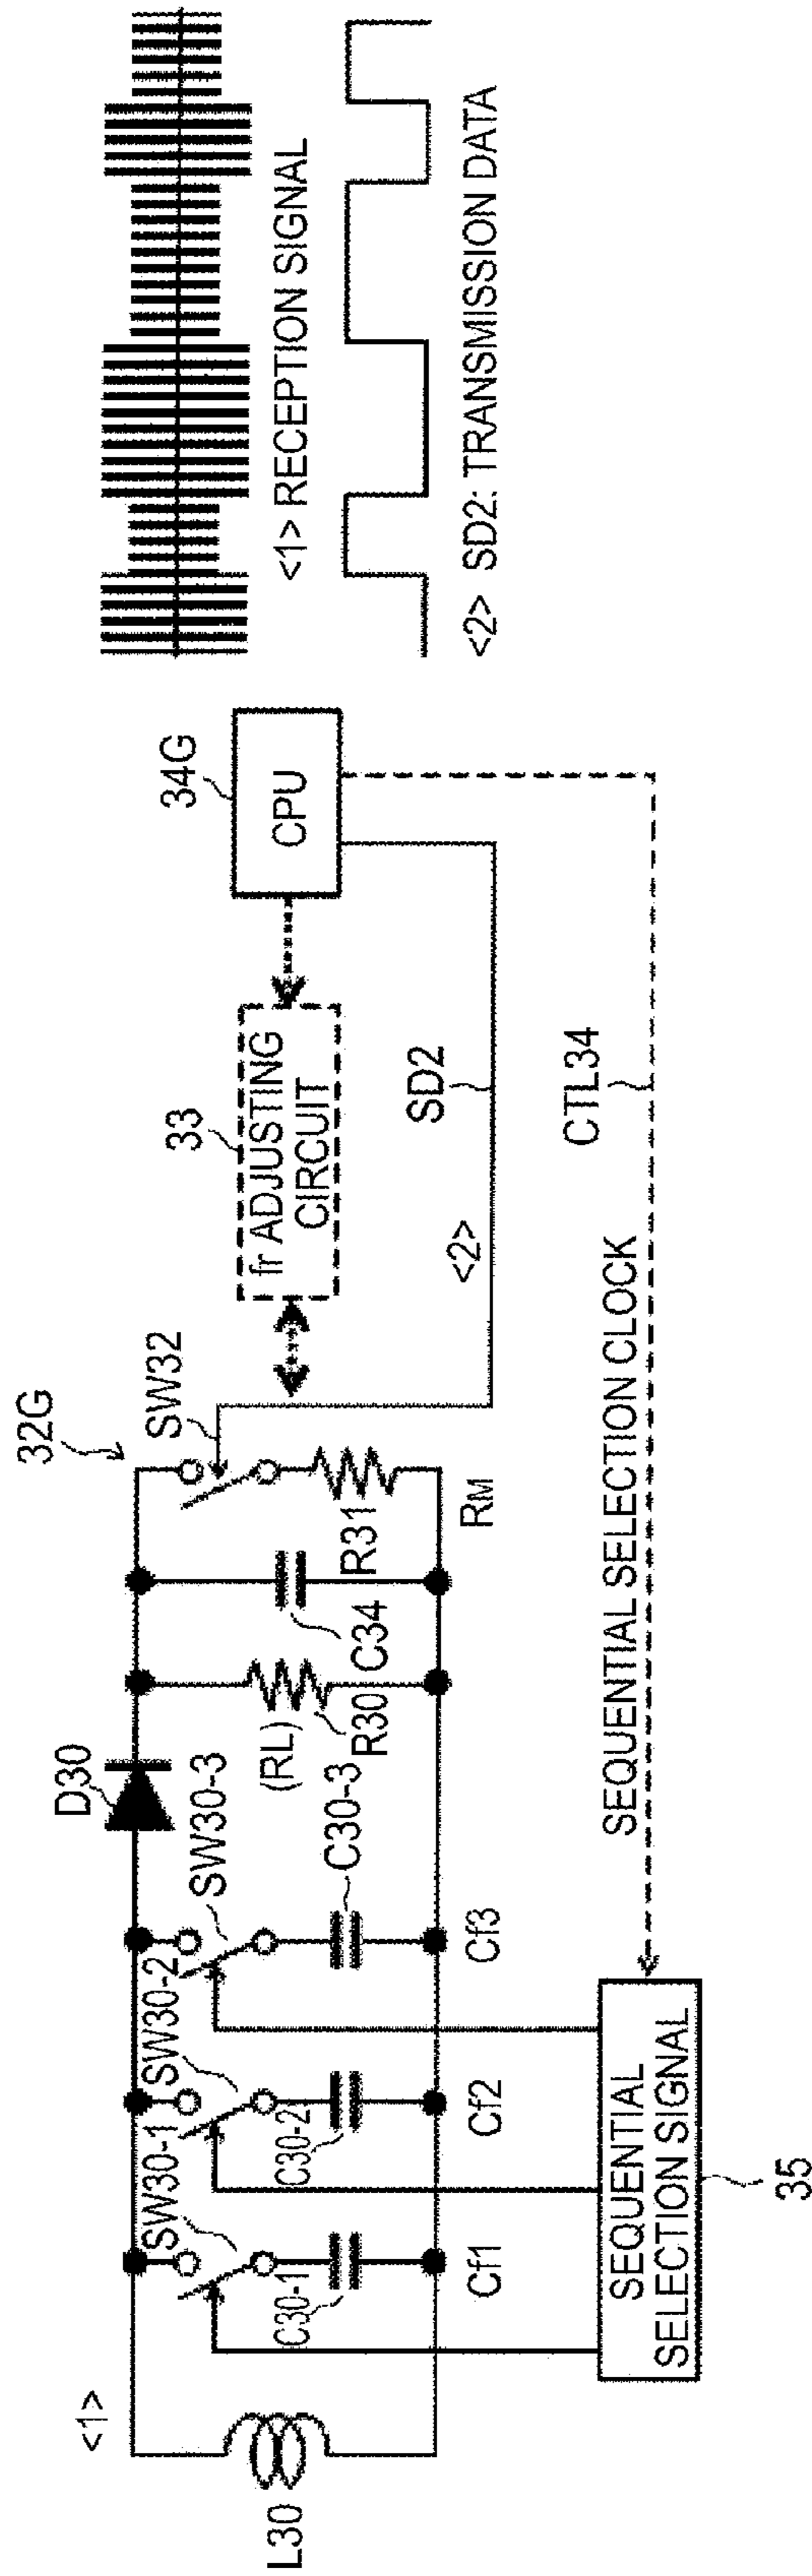 <1>
L30
SW30-1
C30-1
Cf1
SW30-2
C30-2
Cf2
SW30-3
C30-3
Cf3
D30
(RL)
R30
C34
32G
SW32
R31
RM
33
fr ADJUSTING
CIRCUIT
34G
CPU
<2>
SD2
SEQUENTIAL SELECTION CLOCK
CTL34
SEQUENTIAL
SELECTION SIGNAL
35
<1> RECEPTION SIGNAL
<2> SD2: TRANSMISSION DATA